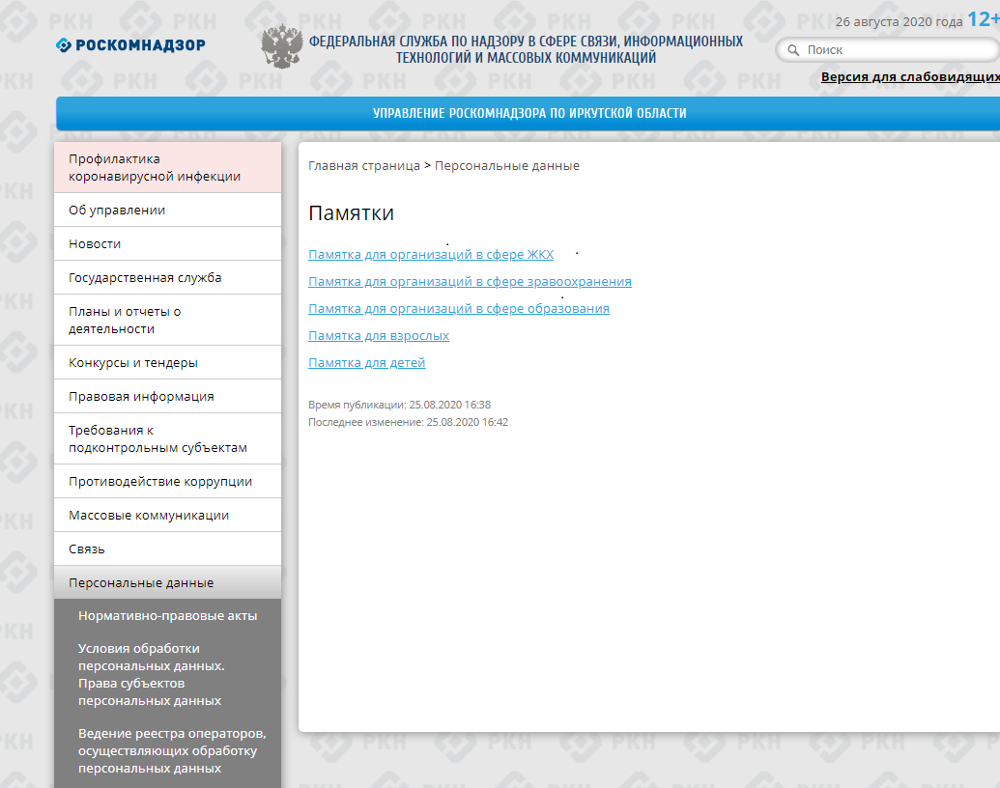 26 августа 2020 года 12+
РОСКОМНАДЗОР
ФЕДЕРАЛЬНАЯ СЛУЖБА ПО НАДЗОРУ В СФЕРЕ СВЯЗИ, ИНФОРМАЦИОННЫХ
ТЕХНОЛОГИЙ И МАССОВЫХ КОММУНИКАЦИЙ
Поиск
Версия для слабовидящих
УПРАВЛЕНИЕ РОСКОМНАДЗОРА ПО ИРКУТСКОЙ ОБЛАСТИ
Профилактика
коронавирусной инфекции
Об управлении
Новости
Государственная служба
Планы и отчеты о
деятельности
Конкурсы и тендеры
Правовая информация
Требования к
подконтрольным субъектам
Противодействие коррупции
Массовые коммуникации
Связь
Персональные данные
Нормативно-правовые акты
Условия обработки
персональных данных.
Права субъектов
персональных данных
Ведение реестра операторов,
осуществляющих обработку
персональных данных
Главная страница > Персональные данные
Памятки
Памятка для организаций в сфере ЖКХ
Памятка для организаций в сфере зравоохранения
Памятка для организаций в сфере образования
Памятка для взрослых
Памятка для детей
Время публикации: 25.08.2020 16:38
Последнее изменение: 25.08.2020 16:42